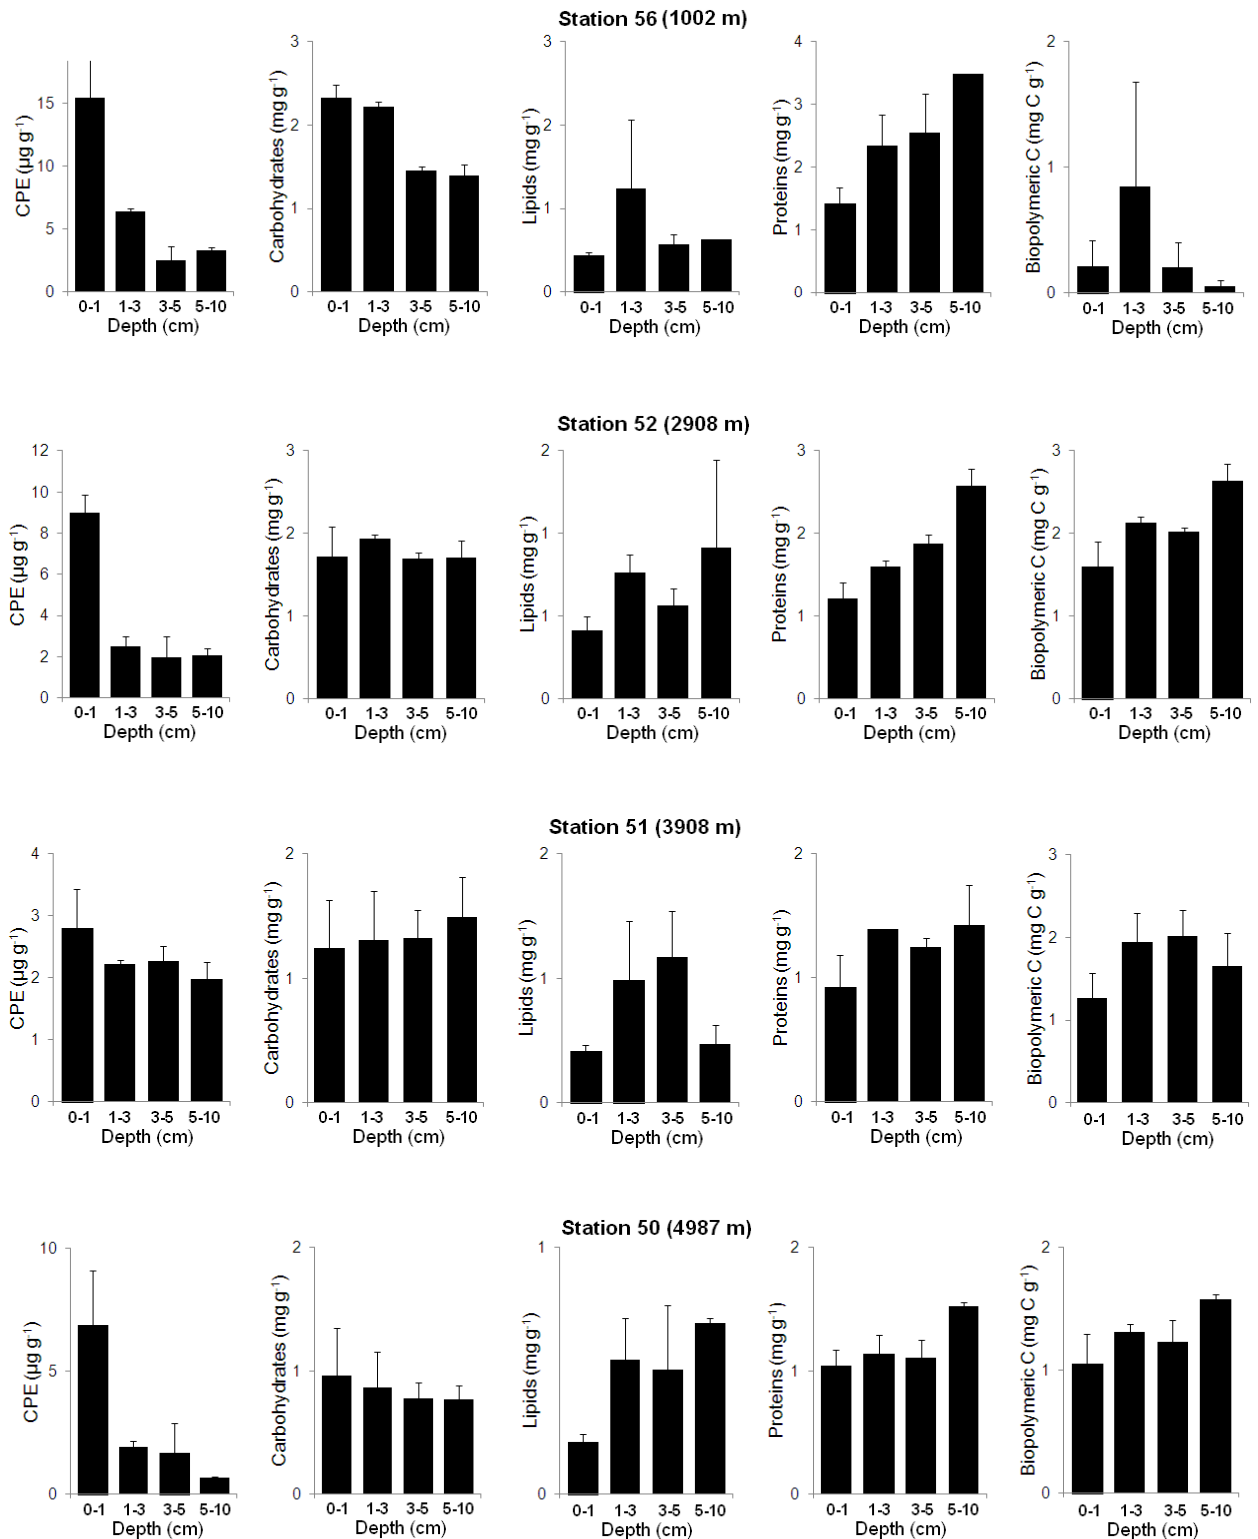 Station 56 (1002 m)
CPE (µg g-1)
15
10
5
0
0-1 1-3 3-5 5-10
Depth (cm)
Carbohydrates (mg g-1)
3
2
1
0
0-1 1-3 3-5 5-10
Depth (cm)
Lipids (mg g-1)
3
2
1
0
0-1 1-3 3-5 5-10
Depth (cm)
Proteins (mg g-1)
4
3
2
1
0
0-1 1-3 3-5 5-10
Depth (cm)
Biopolymeric C (mg C g-1)
2
1
0
0-1 1-3 3-5 5-10
Depth (cm)
Station 52 (2908 m)
CPE (µg g-1)
12
10
8
6
4
2
0
0-1 1-3 3-5 5-10
Depth (cm)
Carbohydrates (mg g-1)
3
2
1
0
0-1 1-3 3-5 5-10
Depth (cm)
Lipids (mg g-1)
2
1
1
0
0-1 1-3 3-5 5-10
Depth (cm)
Proteins (mg g-1)
3
2
1
0
0-1 1-3 3-5 5-10
Depth (cm)
Biopolymeric C (mg C g-1)
3
2
1
0
0-1 1-3 3-5 5-10
Depth (cm)
Station 51 (3908 m)
CPE (µg g-1)
4
3
2
1
0
0-1 1-3 3-5 5-10
Depth (cm)
Carbohydrates (mg g-1)
2
1
0
0-1 1-3 3-5 5-10
Depth (cm)
Lipids (mg g-1)
2
1
0
0-1 1-3 3-5 5-10
Depth (cm)
Proteins (mg g-1)
2
1
0
0-1 1-3 3-5 5-10
Depth (cm)
Biopolymeric C (mg C g-1)
3
2
1
0
0-1 1-3 3-5 5-10
Depth (cm)
Station 50 (4987 m)
CPE (µg g-1)
10
5
0
0-1 1-3 3-5 5-10
Depth (cm)
Carbohydrates (mg g-1)
2
1
0
0-1 1-3 3-5 5-10
Depth (cm)
Lipids (mg g-1)
1
0
0-1 1-3 3-5 5-10
Depth (cm)
Proteins (mg g-1)
2
1
0
0-1 1-3 3-5 5-10
Depth (cm)
Biopolymeric C (mg C g-1)
2
1
0
0-1 1-3 3-5 5-10
Depth (cm)